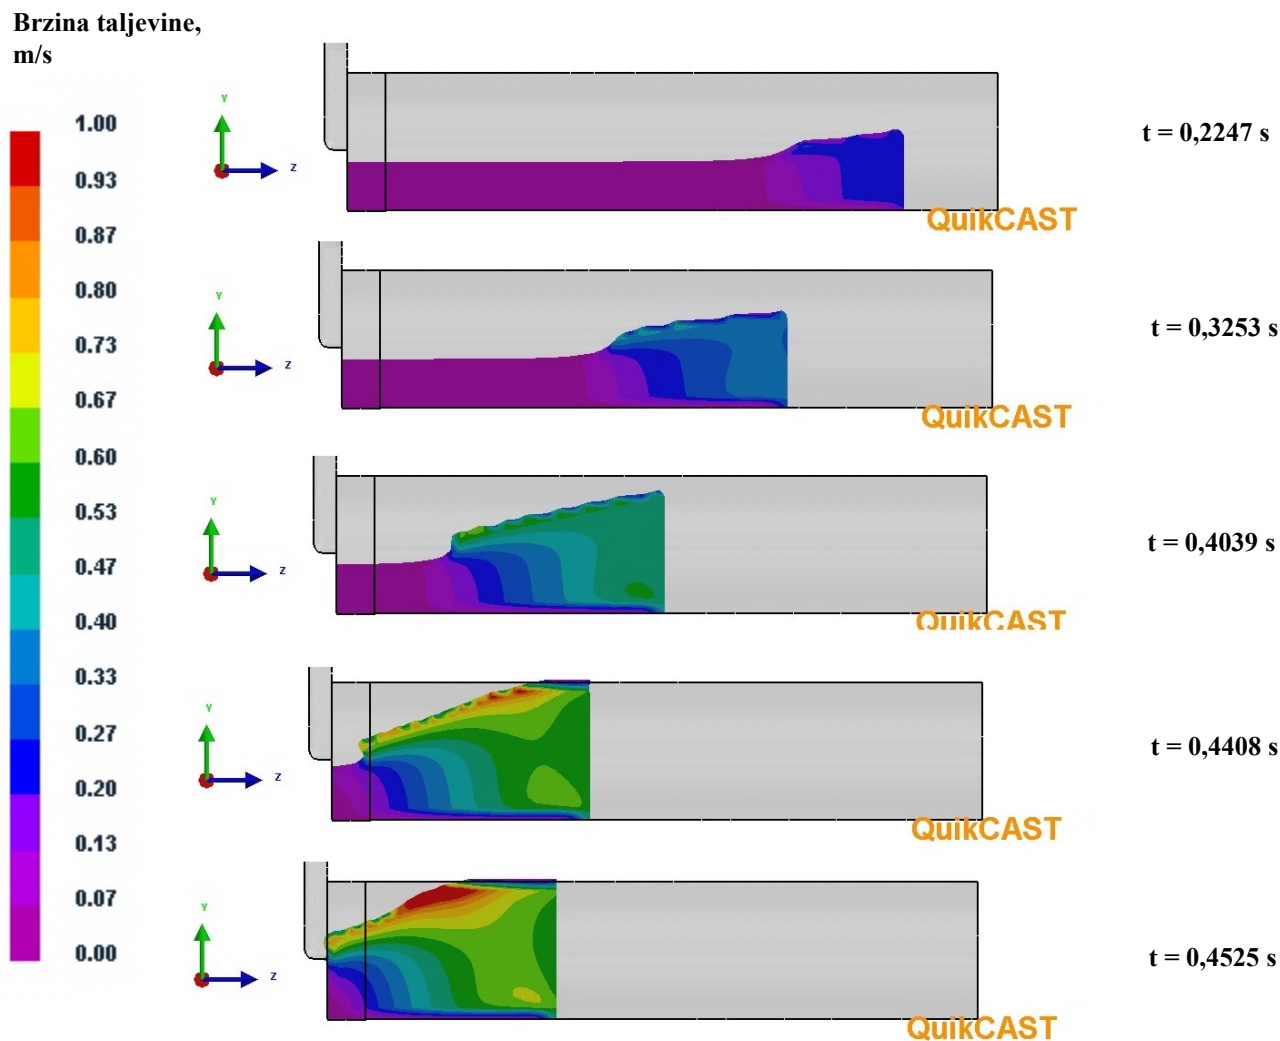 Brzina taljevine,
m/s
1.00
0.93
0.87
0.80
0.73
0.67
0.60
0.53
0.47
0.40
0.33
0.27
0.20
0.13
0.07
0.00
Y
Z
QuikCAST
t = 0,2247 s
Y
Z
QuikCAST
t = 0,3253 s
Y
Z
QuikCAST
t = 0,4039 s
Y
Z
QuikCAST
t = 0,4408 s
Y
Z
QuikCAST
t = 0,4525 s